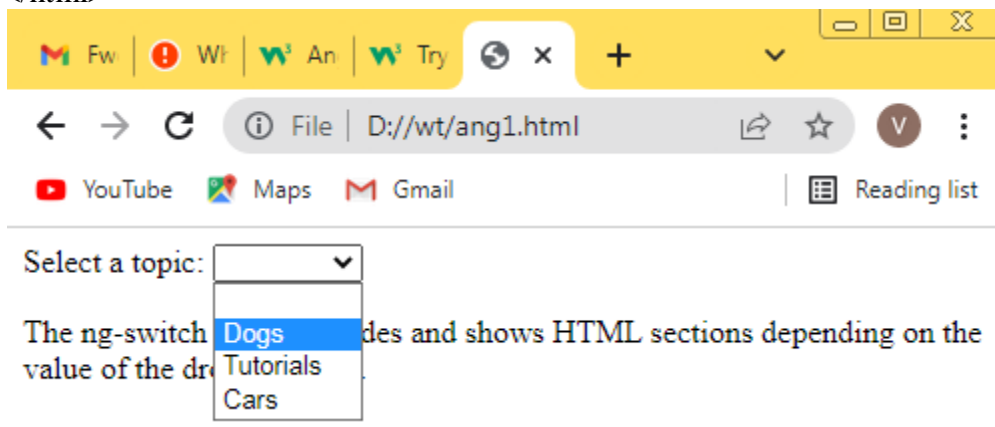 Fw
Wh
An
Try
File
D://wt/ang1.html
V
YouTube
Maps
Gmail
Reading list
Select a topic:
The ng-switch des and shows HTML sections depending on the
value of the
Dogs
Tutorials
Cars